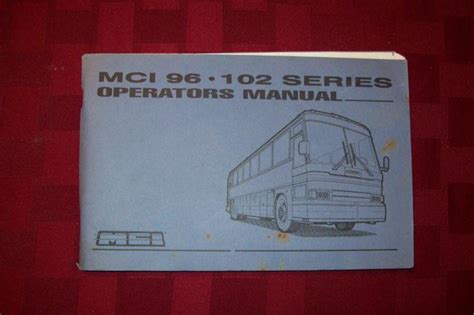 MCI 96 • 102 SERIES
OPERATORS MANUAL
MCI